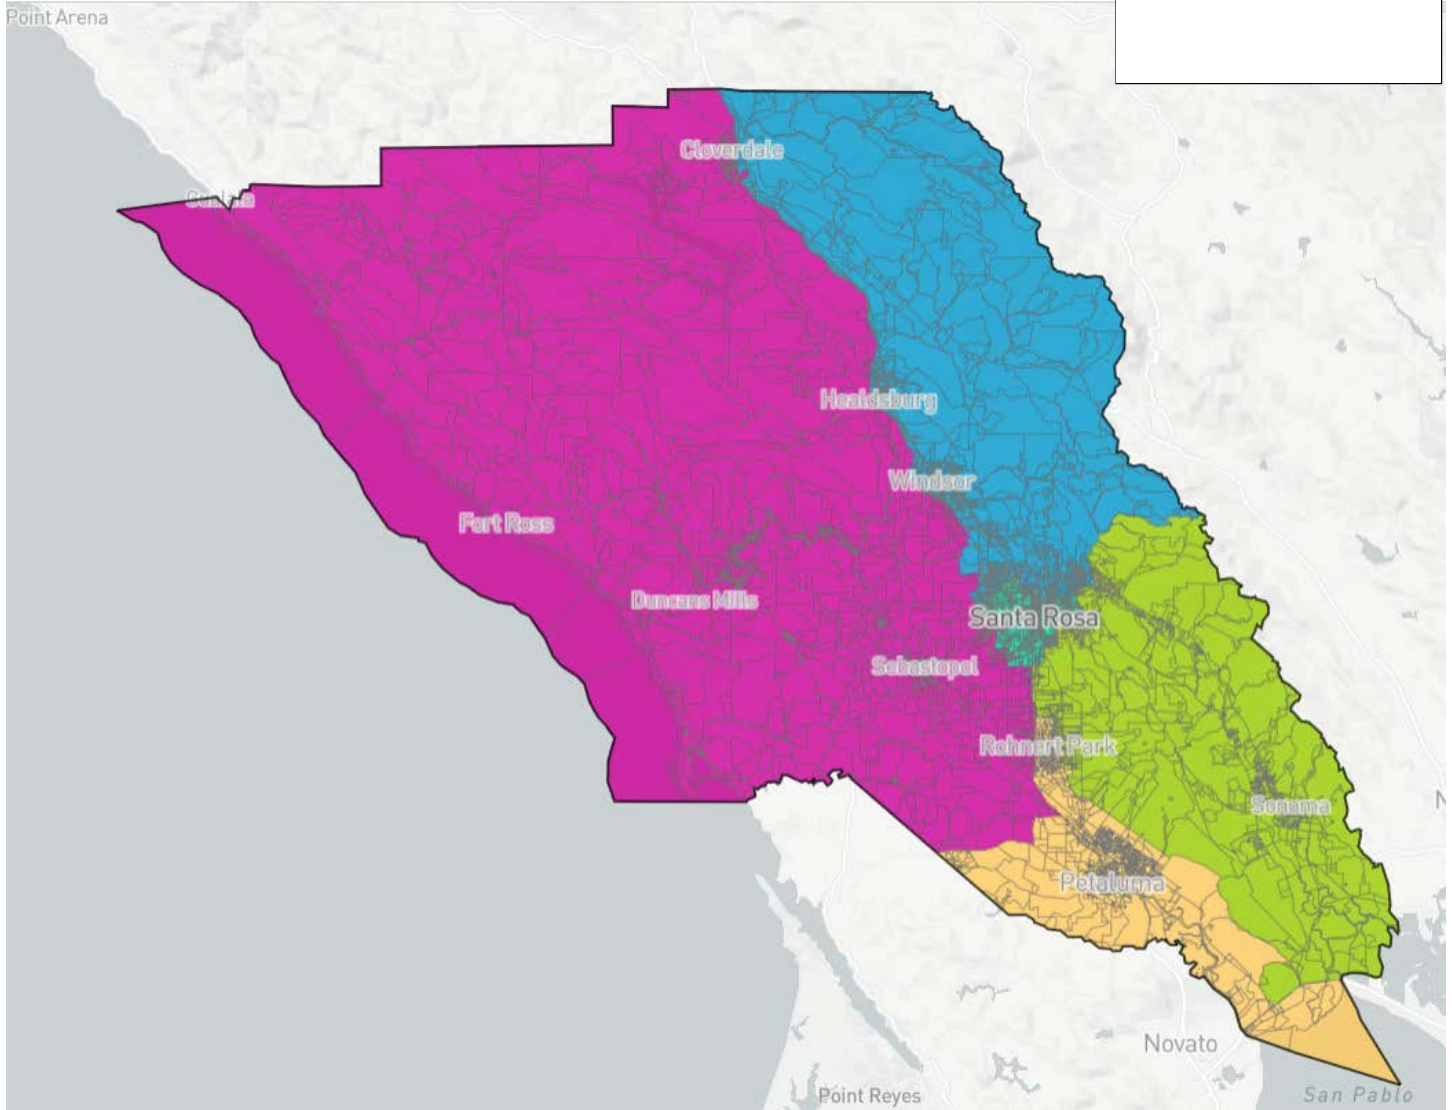 Point Arena
Cloverdale
Gualala
Healdsburg
Windsor
Fort Ross
Duncans Mills
Santa Rosa
Sebastopol
Rohnert Park
N
Sonoma
Petaluma
Novato
Point Reyes
San Pablo